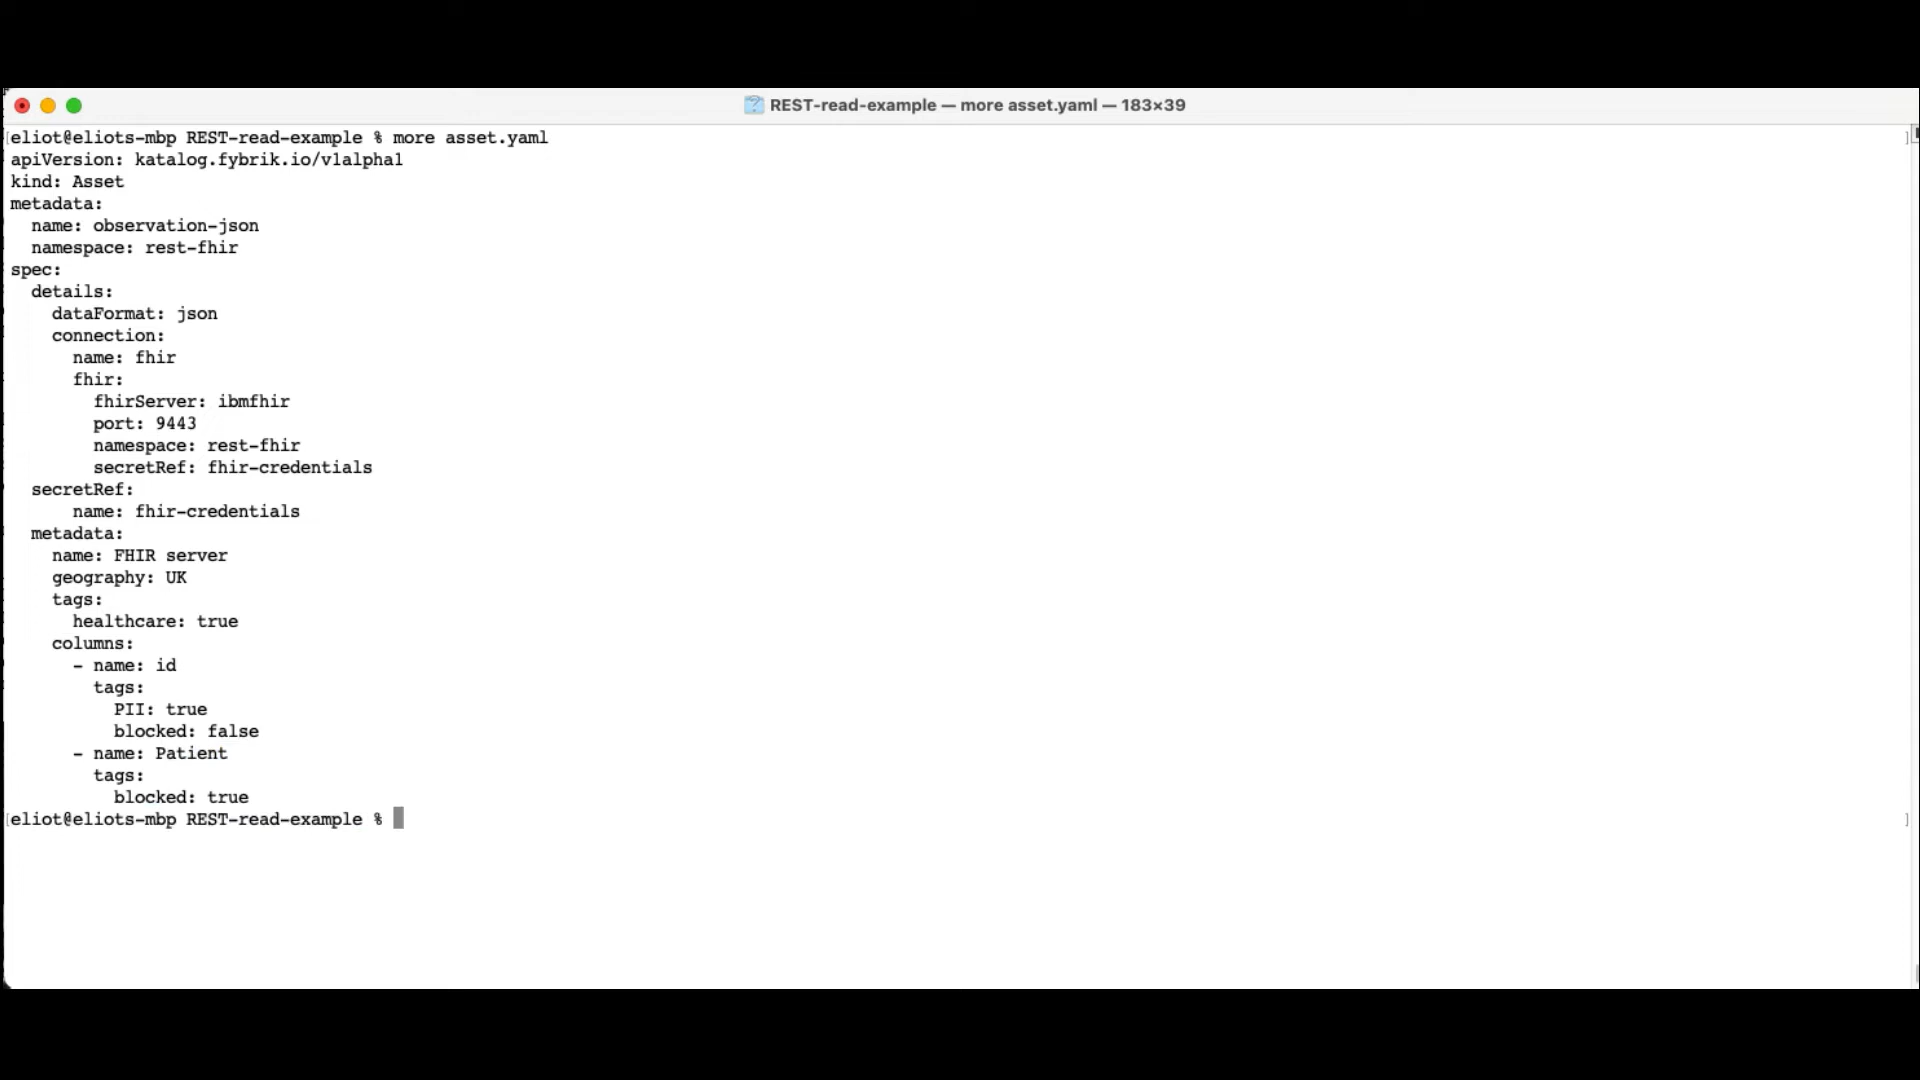 REST-read-example — more asset.yaml — 183×39
eliot@eliots-mbp REST-read-example % more asset.yaml
apiVersion: katalog.fybrik.io/v1alpha1
kind: Asset
metadata:
  name: observation-json
  namespace: rest-fhir
spec:
  details:
    dataFormat: json
    connection:
      name: fhir
      fhir:
        fhirServer: ibmfhir
        port: 9443
        namespace: rest-fhir
        secretRef: fhir-credentials
  secretRef:
      name: fhir-credentials
  metadata:
    name: FHIR server
    geography: UK
    tags:
      healthcare: true
    columns:
      - name: id
        tags:
          PII: true
          blocked: false
      - name: Patient
        tags:
          blocked: true
eliot@eliots-mbp REST-read-example %